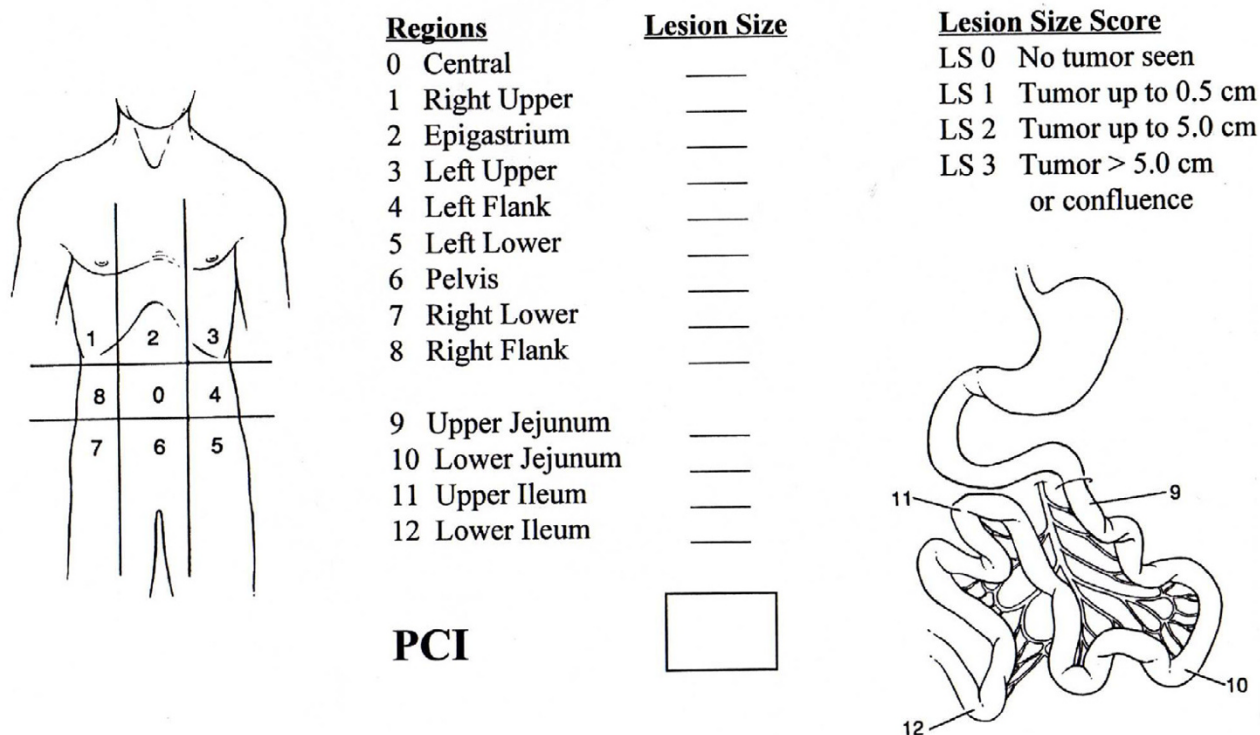 Regions Lesion Size
0 Central
1 Right Upper
2 Epigastrium
3 Left Upper
4 Left Flank
5 Left Lower
6 Pelvis
7 Right Lower
8 Right Flank
9 Upper Jejunum
10 Lower Jejunum
11 Upper Ileum
12 Lower Ileum
PCI
Lesion Size Score
LS 0 No tumor seen
LS 1 Tumor up to 0.5 cm
LS 2 Tumor up to 5.0 cm
LS 3 Tumor > 5.0 cm
or confluence
1 2 3
8 0 4
7 6 5
11 9
10
12